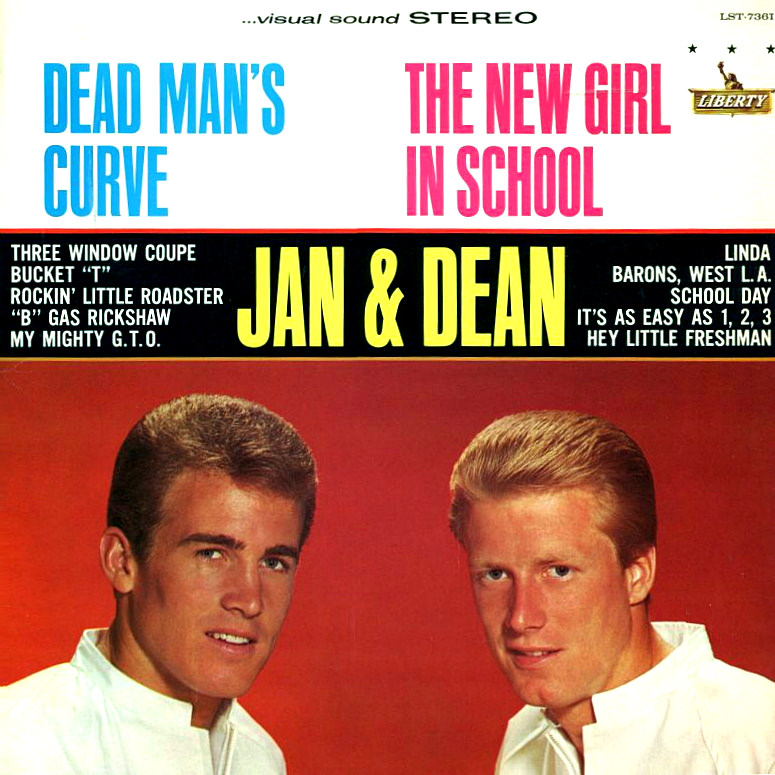 ...visual sound STEREO
LST-7361
DEAD MAN'S
CURVE
THE NEW GIRL
IN SCHOOL
LIBERTY
THREE WINDOW COUPE
BUCKET "T"
ROCKIN' LITTLE ROADSTER
"B" GAS RICKSHAW
MY MIGHTY G.T.O.
JAN & DEAN
LINDA
BARONS, WEST L.A.
SCHOOL DAY
IT'S AS EASY AS 1, 2, 3
HEY LITTLE FRESHMAN